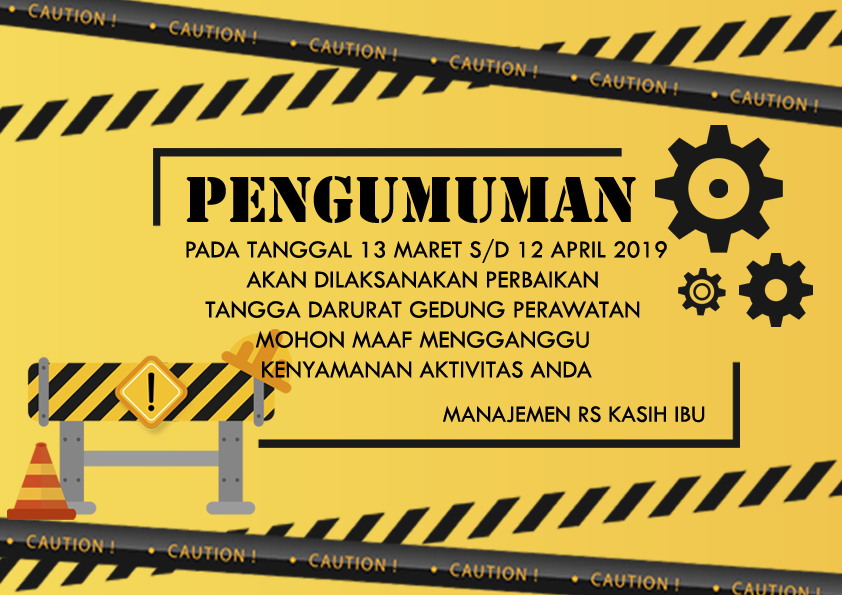 CAUTION ! CAUTION ! CAUTION ! CAUTION ! CAUTION ! CAUTION !
PENGUMUMAN
PADA TANGGAL 13 MARET S/D 12 APRIL 2019
AKAN DILAKSANAKAN PERBAIKAN
TANGGA DARURAT GEDUNG PERAWATAN
MOHON MAAF MENGGANGGU
KENYAMANAN AKTIVITAS ANDA
MANAJEMEN RS KASIH IBU
!
CAUTION ! CAUTION ! CAUTION ! CAUTION ! CAUTION ! CAUTION !